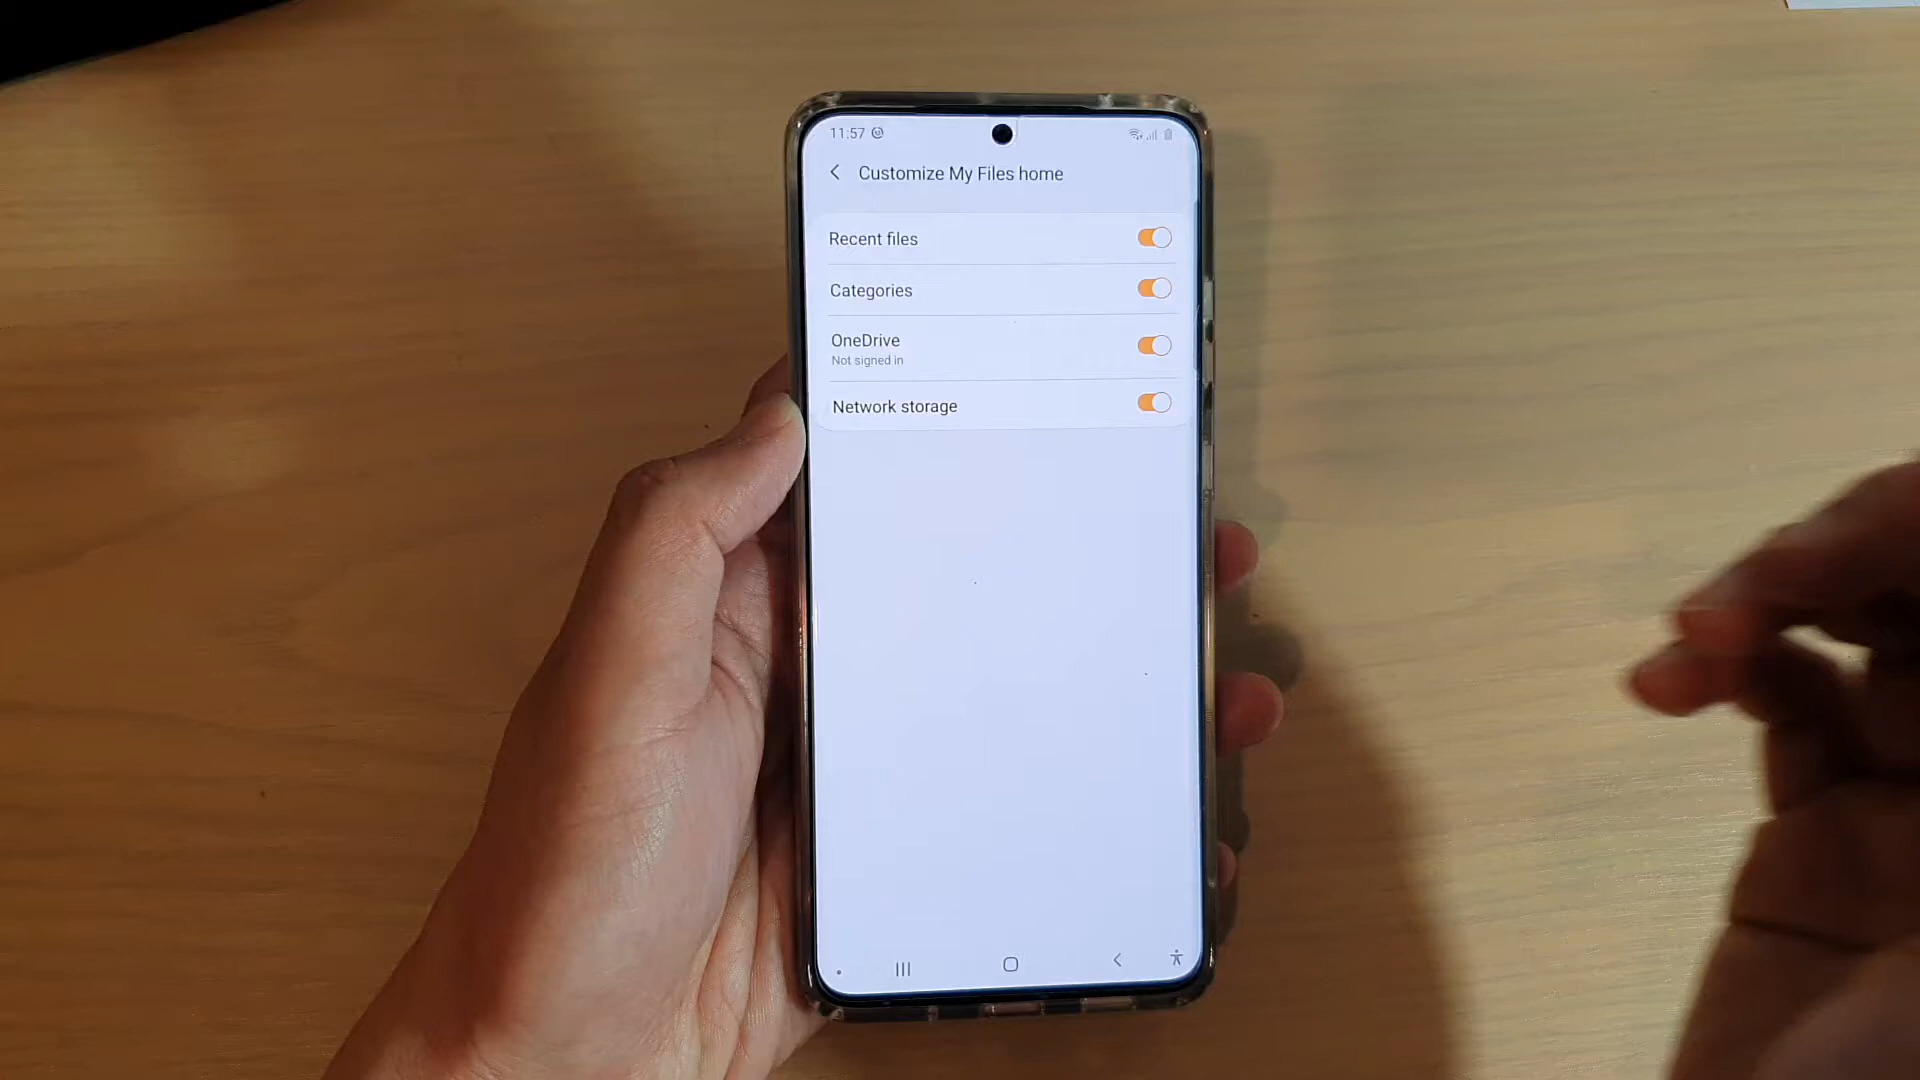 11:57
Customize My Files home
Recent files
Categories
OneDrive
Not signed in
Network storage